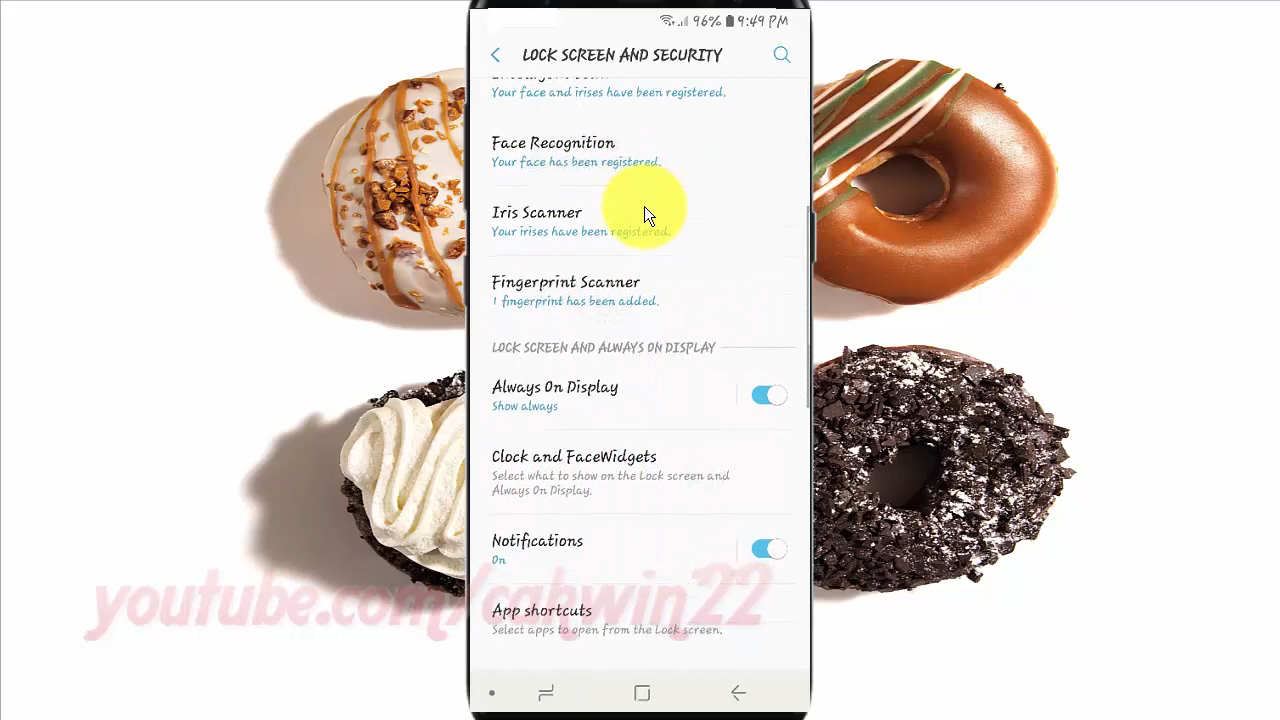 96% 9:49 PM
LOCK SCREEN AND SECURITY
Your face and irises have been registered.
Face Recognition
Your face has been registered.
Iris Scanner
Your irises have been registered.
Fingerprint Scanner
1 fingerprint has been added.
LOCK SCREEN AND ALWAYS ON DISPLAY
Always On Display
Show always
Clock and FaceWidgets
Select what to show on the Lock screen and
Always On Display.
Notifications
On
youtube.com/cahwin22
App shortcuts
Select apps to open from the Lock screen.